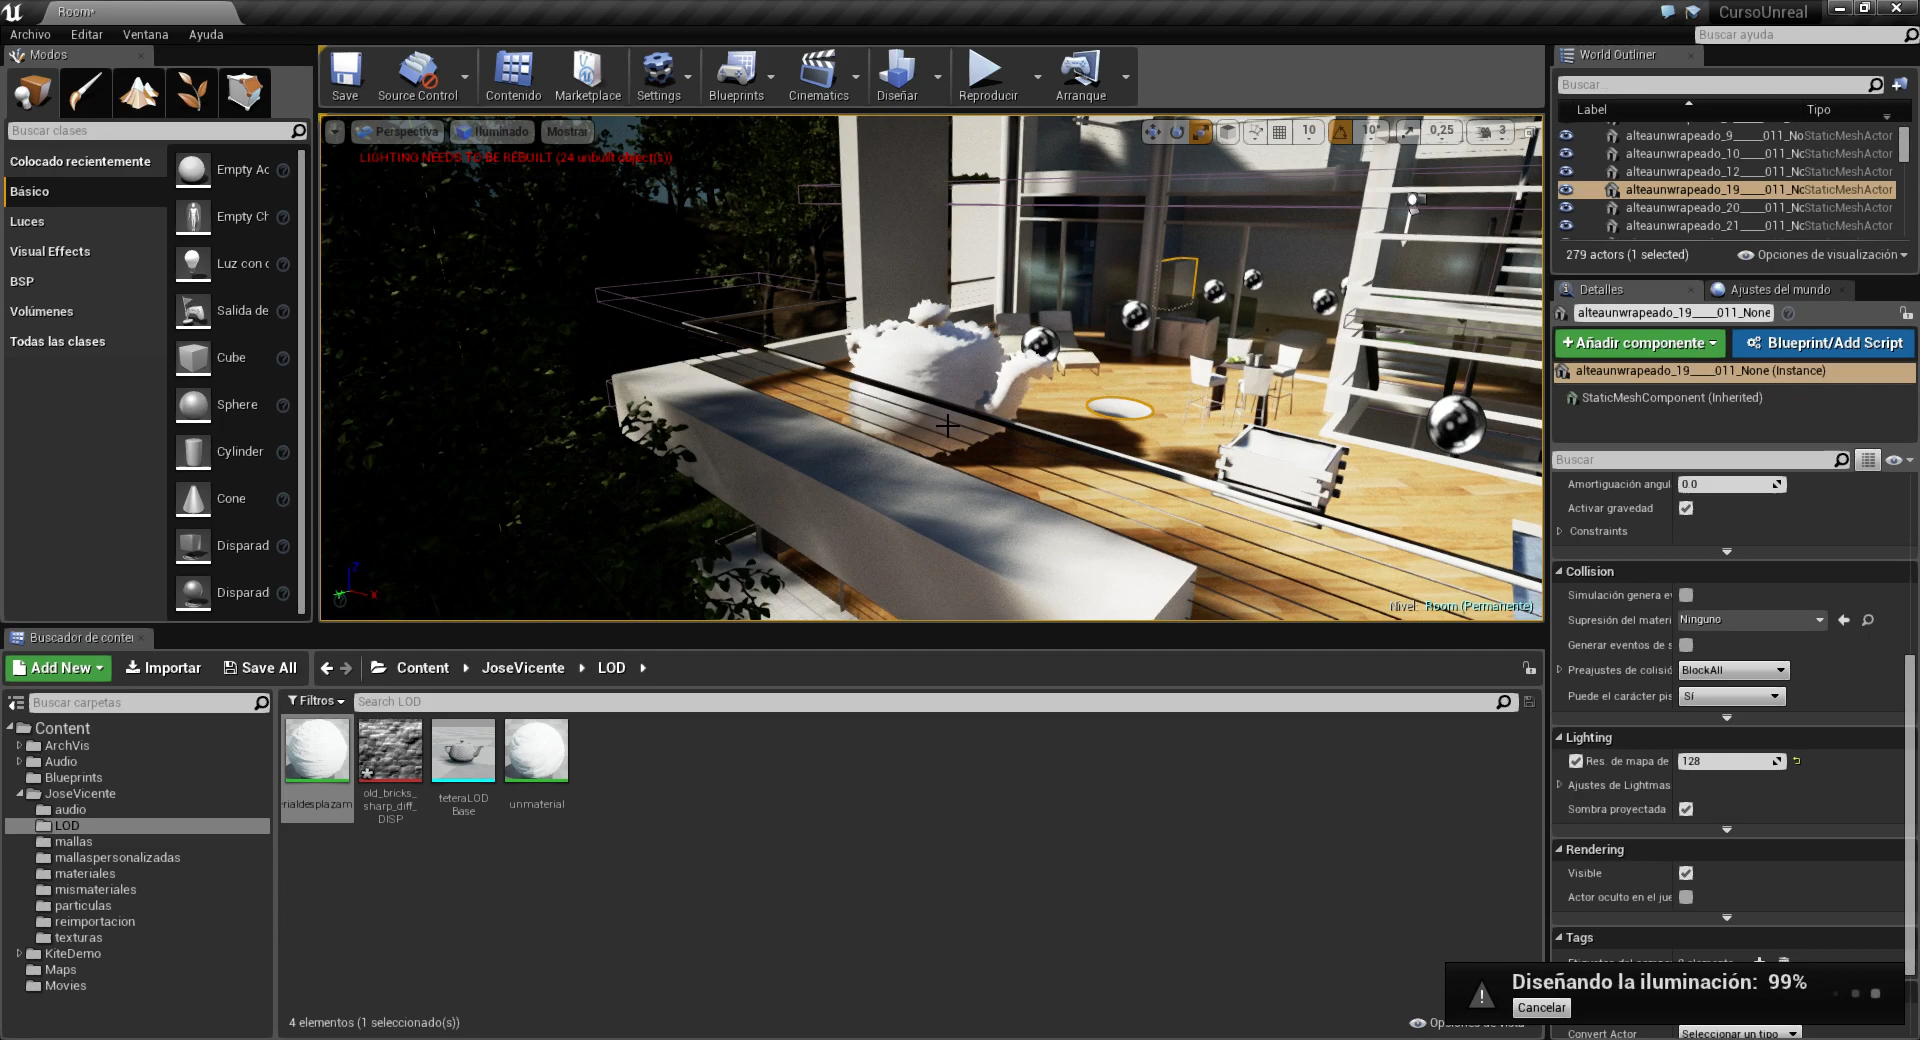 Room*
CursoUnreal
Archivo Editar Ventana Ayuda
Buscar ayuda
Modos
Save
Source Control
Contenido
Marketplace
Settings
Blueprints
Cinematics
Diseñar
Reproducir
Arranque
Buscar clases
Colocado recientemente
Básico
Luces
Visual Effects
BSP
Volúmenes
Todas las clases
Empty Ac
Empty Ch
Luz con c
Salida de
Cube
Sphere
Cylinder
Cone
Disparad
Disparad
Perspectiva
Iluminado
Mostrar
10
10°
0,25
3
LIGHTING NEEDS TO BE REBUILT (24 unbuilt object(s))
Z
X
Nivel: Room (Permanente)
World Outliner
Buscar...
Label Tipo
alteaunwrapeado_9____011_No StaticMeshActor
alteaunwrapeado_10____011_Nc StaticMeshActor
alteaunwrapeado_12____011_Nc StaticMeshActor
alteaunwrapeado_19____011_Nc StaticMeshActor
alteaunwrapeado_20____011_Nc StaticMeshActor
alteaunwrapeado_21____011_Nc StaticMeshActor
279 actors (1 selected)
Opciones de visualización
Detalles
Ajustes del mundo
alteaunwrapeado_19____011_None
+Añadir componente
Blueprint/Add Script
alteaunwrapeado_19____011_None (Instance)
StaticMeshComponent (Inherited)
Buscar
Amortiguación angul 0.0
Activar gravedad
Constraints
Collision
Simulación genera ev
Supresión del materi Ninguno
Generar eventos de s
Preajustes de colisió BlockAll
Puede el carácter pis Sí
Lighting
Res. de mapa de 128
Ajustes de Lightmas
Sombra proyectada
Rendering
Visible
Actor oculto en el jue
Tags
Diseñando la iluminación: 99%
Cancelar
Convert Actor Seleccionar un tipo
Buscador de conter
Add New
Importar
Save All
Content
JoseVicente
LOD
Buscar carpetas
Filtros
Search LOD
Content
ArchVis
Audio
Blueprints
JoseVicente
audio
LOD
mallas
mallaspersonalizadas
materiales
mismateriales
particulas
reimportacion
texturas
KiteDemo
Maps
Movies
rialdesplazam
old_bricks_
sharp_diff_
DISP
teteraLOD
Base
unmaterial
4 elementos (1 seleccionado(s))